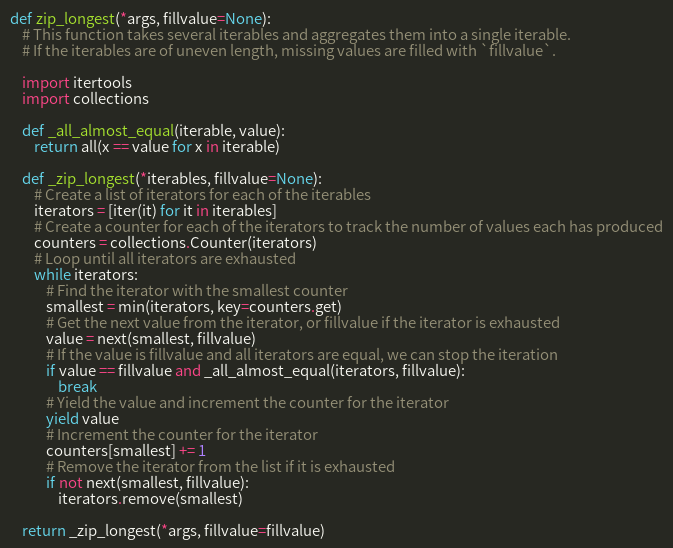 def zip_longest(*args, fillvalue=None):
    # This function takes several iterables and aggregates them into a single iterable.
    # If the iterables are of uneven length, missing values are filled with `fillvalue`.

    import itertools
    import collections

    def _all_almost_equal(iterable, value):
        return all(x == value for x in iterable)

    def _zip_longest(*iterables, fillvalue=None):
        # Create a list of iterators for each of the iterables
        iterators = [iter(it) for it in iterables]
        # Create a counter for each of the iterators to track the number of values each has produced
        counters = collections.Counter(iterators)
        # Loop until all iterators are exhausted
        while iterators:
            # Find the iterator with the smallest counter
            smallest = min(iterators, key=counters.get)
            # Get the next value from the iterator, or fillvalue if the iterator is exhausted
            value = next(smallest, fillvalue)
            # If the value is fillvalue and all iterators are equal, we can stop the iteration
            if value == fillvalue and _all_almost_equal(iterators, fillvalue):
                break
            # Yield the value and increment the counter for the iterator
            yield value
            # Increment the counter for the iterator
            counters[smallest] += 1
            # Remove the iterator from the list if it is exhausted
            if not next(smallest, fillvalue):
                iterators.remove(smallest)

    return _zip_longest(*args, fillvalue=fillvalue)